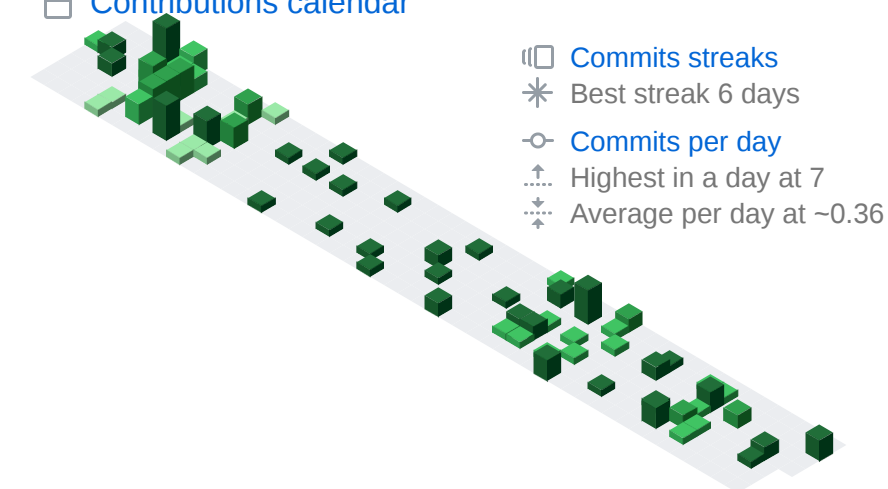 Contributions calendar
Commits streaks
Best streak 6 days
Commits per day
Highest in a day at 7
Average per day at ~0.36